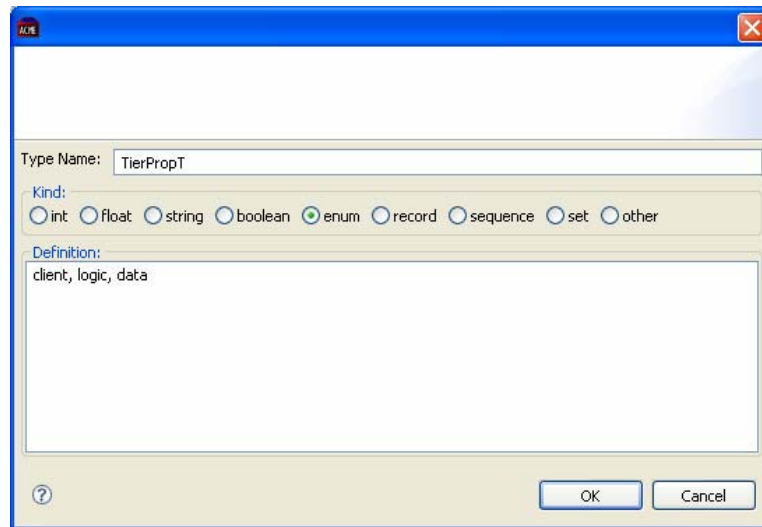 ACME
Type Name: TierPropT
Kind:
int float string boolean enum record sequence set other
Definition:
client, logic, data
?
OK Cancel